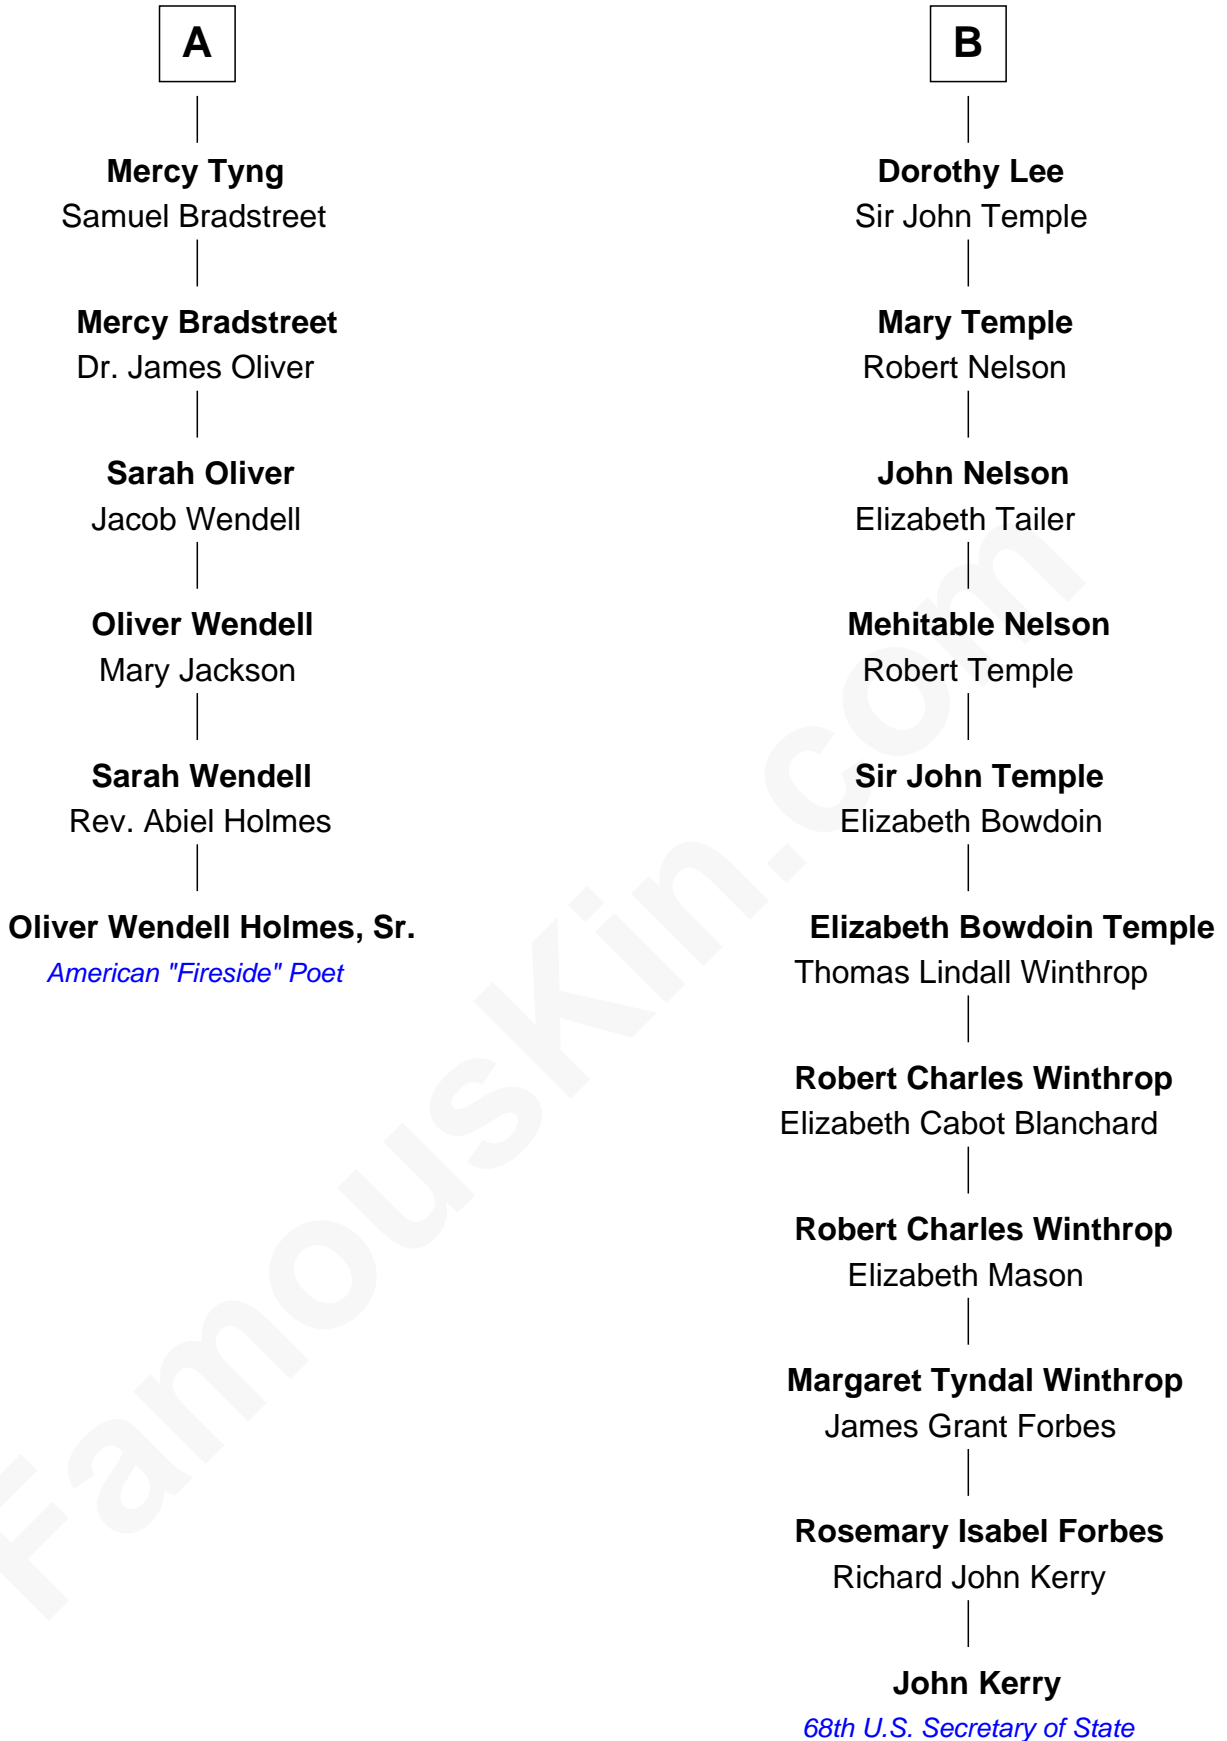 A
Mercy Tyng
Samuel Bradstreet
Mercy Bradstreet
Dr. James Oliver
Sarah Oliver
Jacob Wendell
Oliver Wendell
Mary Jackson
Sarah Wendell
Rev. Abiel Holmes
Oliver Wendell Holmes, Sr.
American "Fireside" Poet
B
Dorothy Lee
Sir John Temple
Mary Temple
Robert Nelson
John Nelson
Elizabeth Tailer
Mehitable Nelson
Robert Temple
Sir John Temple
Elizabeth Bowdoin
Elizabeth Bowdoin Temple
Thomas Lindall Winthrop
Robert Charles Winthrop
Elizabeth Cabot Blanchard
Robert Charles Winthrop
Elizabeth Mason
Margaret Tyndal Winthrop
James Grant Forbes
Rosemary Isabel Forbes
Richard John Kerry
John Kerry
68th U.S. Secretary of State
FamousKin.com